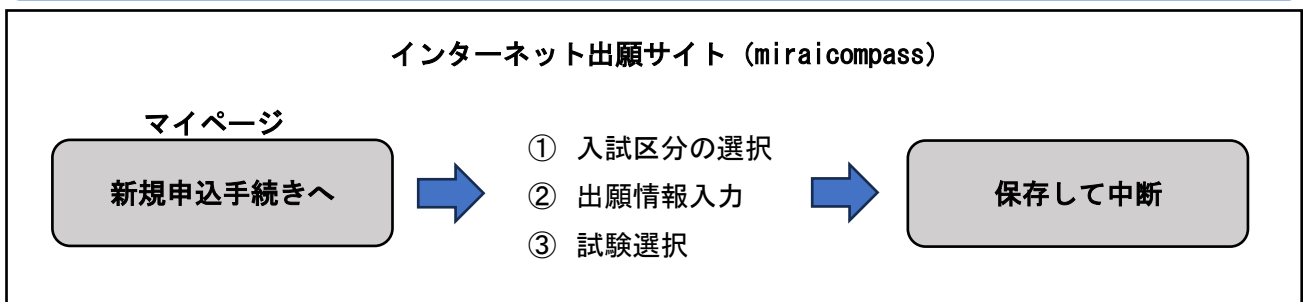 インターネット出願サイト（miraicompass）
マイページ
新規申込手続きへ
① 入試区分の選択
② 出願情報入力
③ 試験選択
保存して中断